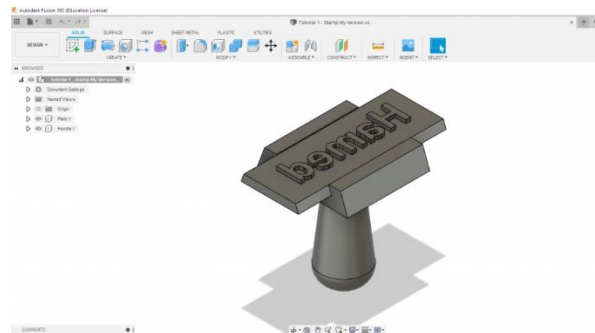 Autodesk Fusion 360 (Education License)
Tutorial 1 - Stamp My Version v4
SOLID SURFACE MESH SHEET METAL PLASTIC UTILITIES
DESIGN
CREATE MODIFY ASSEMBLE CONSTRUCT INSPECT INSERT SELECT
BROWSER
Tutorial 1 - Stamp My Version...
Document Settings
Named Views
Origin
Handle:1
Hamed
COMMENTS